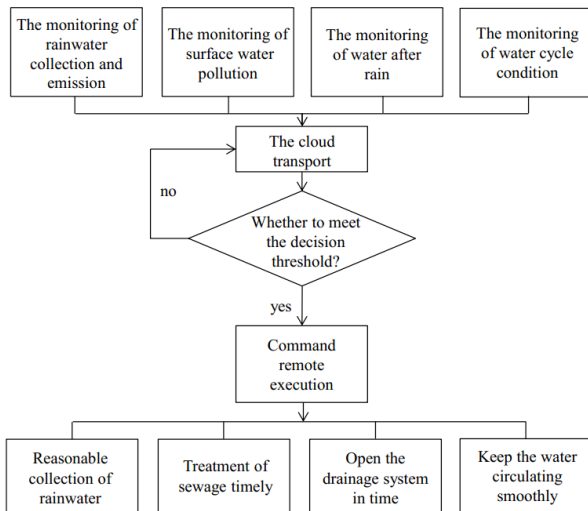 The monitoring of
rainwater
collection and
emission
The monitoring of
surface water
pollution
The monitoring
of water after
rain
The monitoring
of water cycle
condition
The cloud
transport
no
Whether to meet
the decision
threshold?
yes
Command
remote
execution
Reasonable
collection of
rainwater
Treatment of
sewage timely
Open the
drainage system
in time
Keep the water
circulating
smoothly